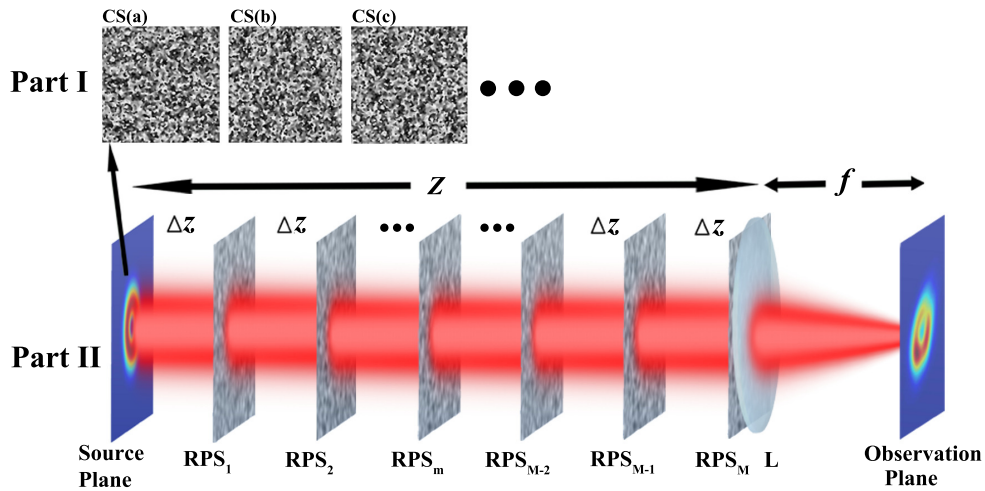 CS(a) CS(b) CS(c)
Part I
Z f
Δz Δz Δz Δz
Part II
Source Plane
RPS1 RPS2 RPSm RPSM-2 RPSM-1 RPSM L
Observation Plane